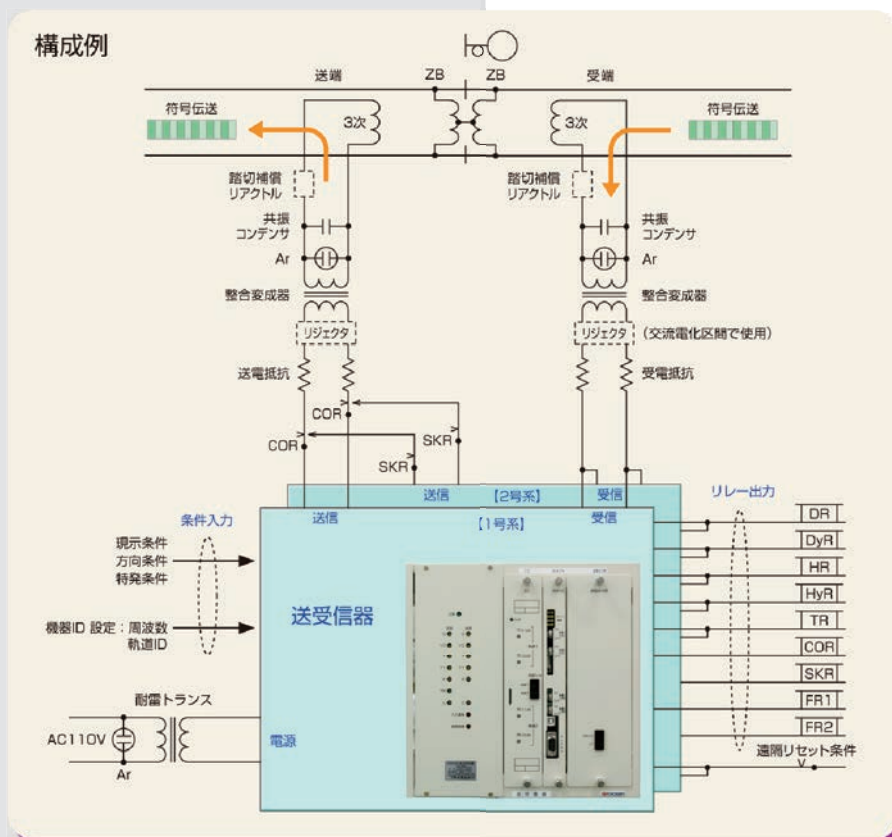 構成例
送端
ZB
ZB
受端
符号伝送
3次
3次
符号伝送
踏切補償
リアクトル
踏切補償
リアクトル
共振
コンデンサ
共振
コンデンサ
Ar
Ar
整合変成器
整合変成器
リジェクタ
リジェクタ
(交流電化区間で使用)
送電抵抗
受電抵抗
COR
COR
SKR
SKR
送信
【2号系】
受信
リレー出力
条件入力
送信
【1号系】
受信
現示条件
方向条件
特発条件
送受信器
機器ID 設定:周波数
軌道ID
耐雷トランス
AC110V
Ar
電源
DR
DyR
HR
HyR
TR
COR
SKR
FR1
FR2
遠隔リセット条件